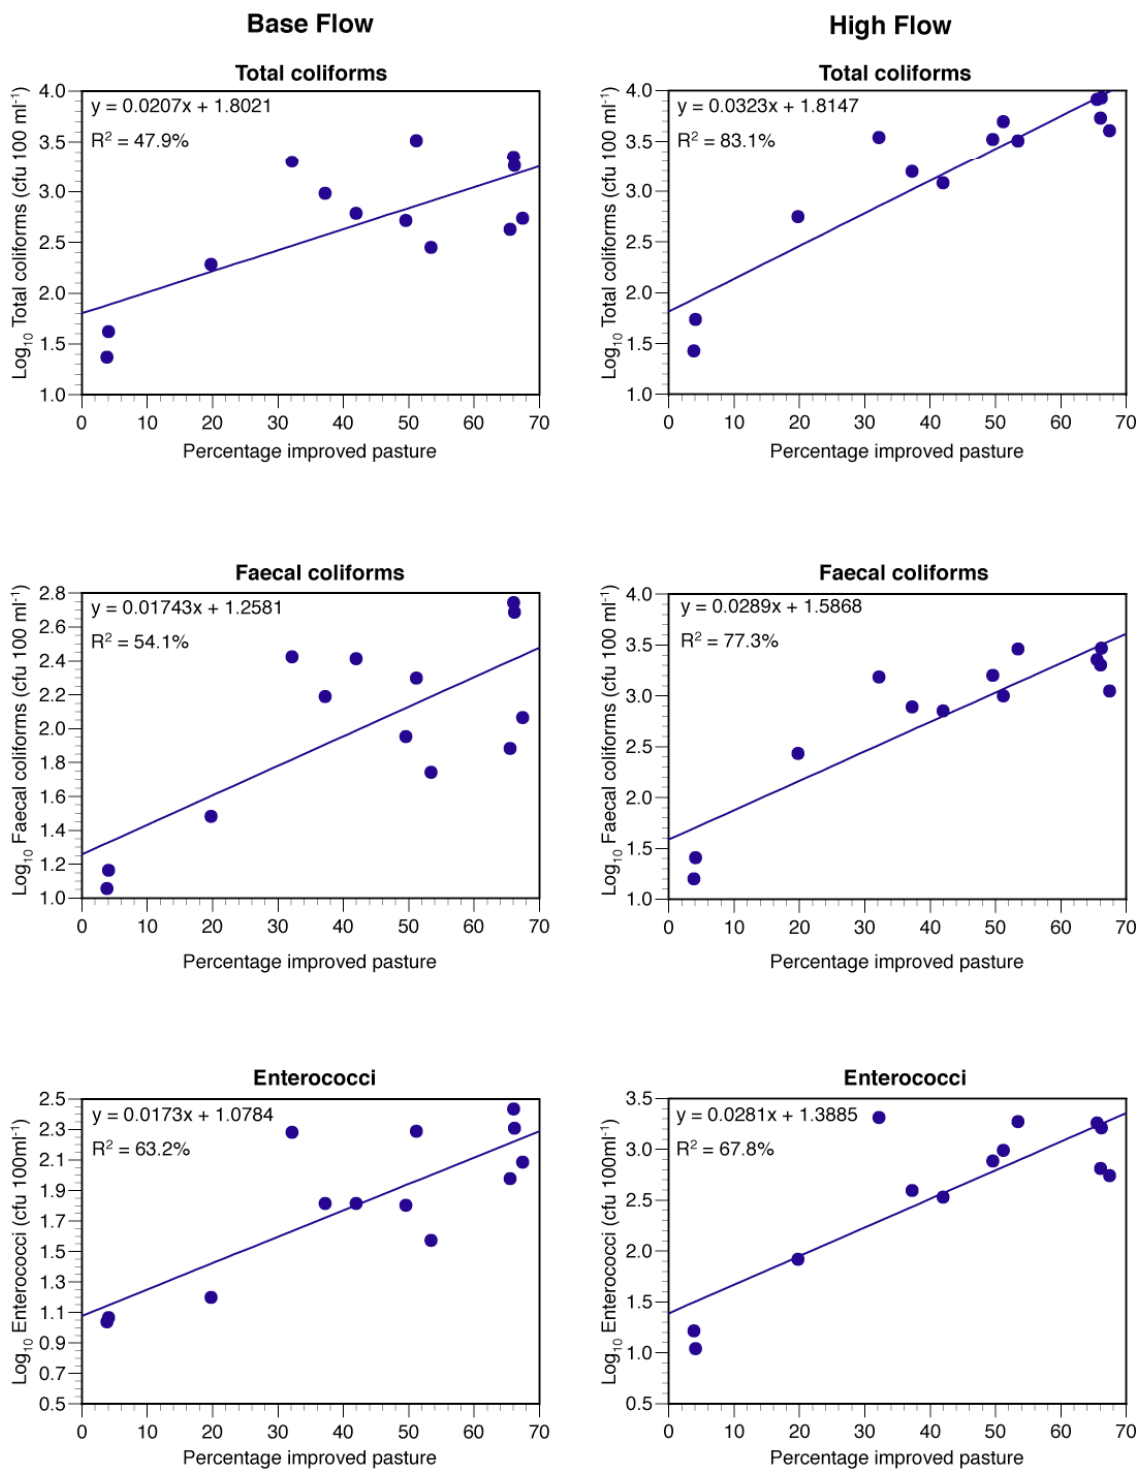 Base Flow
High Flow
Total coliforms
y = 0.0207x + 1.8021
R² = 47.9%
Log₁₀ Total coliforms (cfu 100 ml⁻¹)
4.0
3.5
3.0
2.5
2.0
1.5
1.0
0 10 20 30 40 50 60 70
Percentage improved pasture
Total coliforms
y = 0.0323x + 1.8147
R² = 83.1%
Log₁₀ Total coliforms (cfu 100 ml⁻¹)
4.0
3.5
3.0
2.5
2.0
1.5
1.0
0 10 20 30 40 50 60 70
Percentage improved pasture
Faecal coliforms
y = 0.01743x + 1.2581
R² = 54.1%
Log₁₀ Faecal coliforms (cfu 100 ml⁻¹)
2.8
2.6
2.4
2.2
2.0
1.8
1.6
1.4
1.2
1.0
0 10 20 30 40 50 60 70
Percentage improved pasture
Faecal coliforms
y = 0.0289x + 1.5868
R² = 77.3%
Log₁₀ Faecal coliforms (cfu 100 ml⁻¹)
4.0
3.5
3.0
2.5
2.0
1.5
1.0
0 10 20 30 40 50 60 70
Percentage improved pasture
Enterococci
y = 0.0173x + 1.0784
R² = 63.2%
Log₁₀ Enterococci (cfu 100ml⁻¹)
2.5
2.3
2.1
1.9
1.7
1.5
1.3
1.1
0.9
0.7
0.5
0 10 20 30 40 50 60 70
Percentage improved pasture
Enterococci
y = 0.0281x + 1.3885
R² = 67.8%
Log₁₀ Enterococci (cfu 100ml⁻¹)
3.5
3.0
2.5
2.0
1.5
1.0
0.5
0 10 20 30 40 50 60 70
Percentage improved pasture